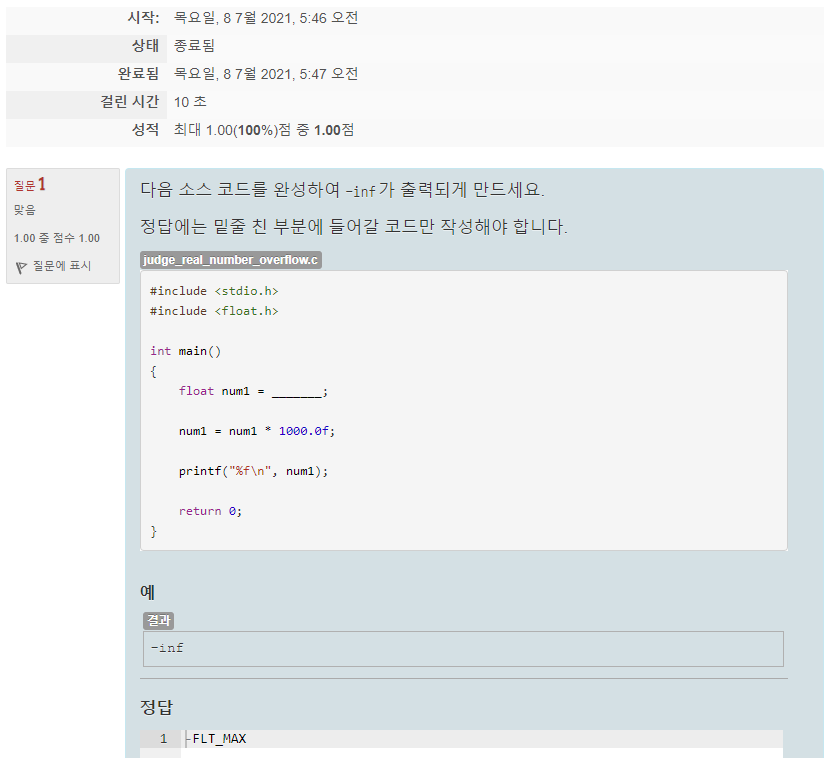 시작: 목요일, 8 7월 2021, 5:46 오전
상태 종료됨
완료됨 목요일, 8 7월 2021, 5:47 오전
걸린 시간 10 초
성적 최대 1.00(100%)점 중 1.00점
질문 1
맞음
1.00 중 점수 1.00
질문에 표시
다음 소스 코드를 완성하여 -inf 가 출력되게 만드세요.
정답에는 밑줄 친 부분에 들어갈 코드만 작성해야 합니다.
judge_real_number_overflow.c
#include <stdio.h>
#include <float.h>
int main()
{
float num1 = _______;
num1 = num1 * 1000.0f;
printf("%f\n", num1);
return 0;
}
예
결과
-inf
정답
1 -FLT_MAX